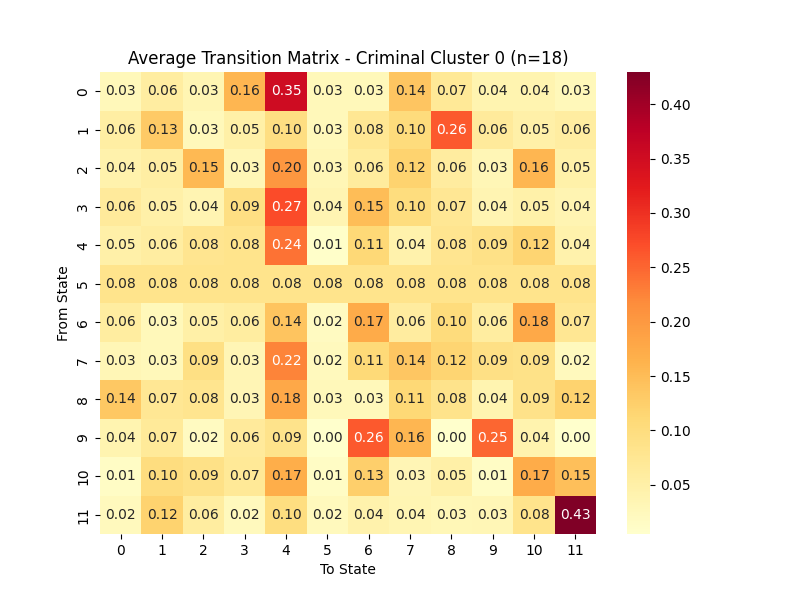 Average Transition Matrix - Criminal Cluster 0 (n=18)
0 0.03 0.06 0.03 0.16 0.35 0.03 0.03 0.14 0.07 0.04 0.04 0.03
1 0.06 0.13 0.03 0.05 0.10 0.03 0.08 0.10 0.26 0.06 0.05 0.06
2 0.04 0.05 0.15 0.03 0.20 0.03 0.06 0.12 0.06 0.03 0.16 0.05
3 0.06 0.05 0.04 0.09 0.27 0.04 0.15 0.10 0.07 0.04 0.05 0.04
4 0.05 0.06 0.08 0.08 0.24 0.01 0.11 0.04 0.08 0.09 0.12 0.04
5 0.08 0.08 0.08 0.08 0.08 0.08 0.08 0.08 0.08 0.08 0.08 0.08
6 0.06 0.03 0.05 0.06 0.14 0.02 0.17 0.06 0.10 0.06 0.18 0.07
7 0.03 0.03 0.09 0.03 0.22 0.02 0.11 0.14 0.12 0.09 0.09 0.02
8 0.14 0.07 0.08 0.03 0.18 0.03 0.03 0.11 0.08 0.04 0.09 0.12
9 0.04 0.07 0.02 0.06 0.09 0.00 0.26 0.16 0.00 0.25 0.04 0.00
10 0.01 0.10 0.09 0.07 0.17 0.01 0.13 0.03 0.05 0.01 0.17 0.15
11 0.02 0.12 0.06 0.02 0.10 0.02 0.04 0.04 0.03 0.03 0.08 0.43
0 1 2 3 4 5 6 7 8 9 10 11
To State
From State
0.40
0.35
0.30
0.25
0.20
0.15
0.10
0.05